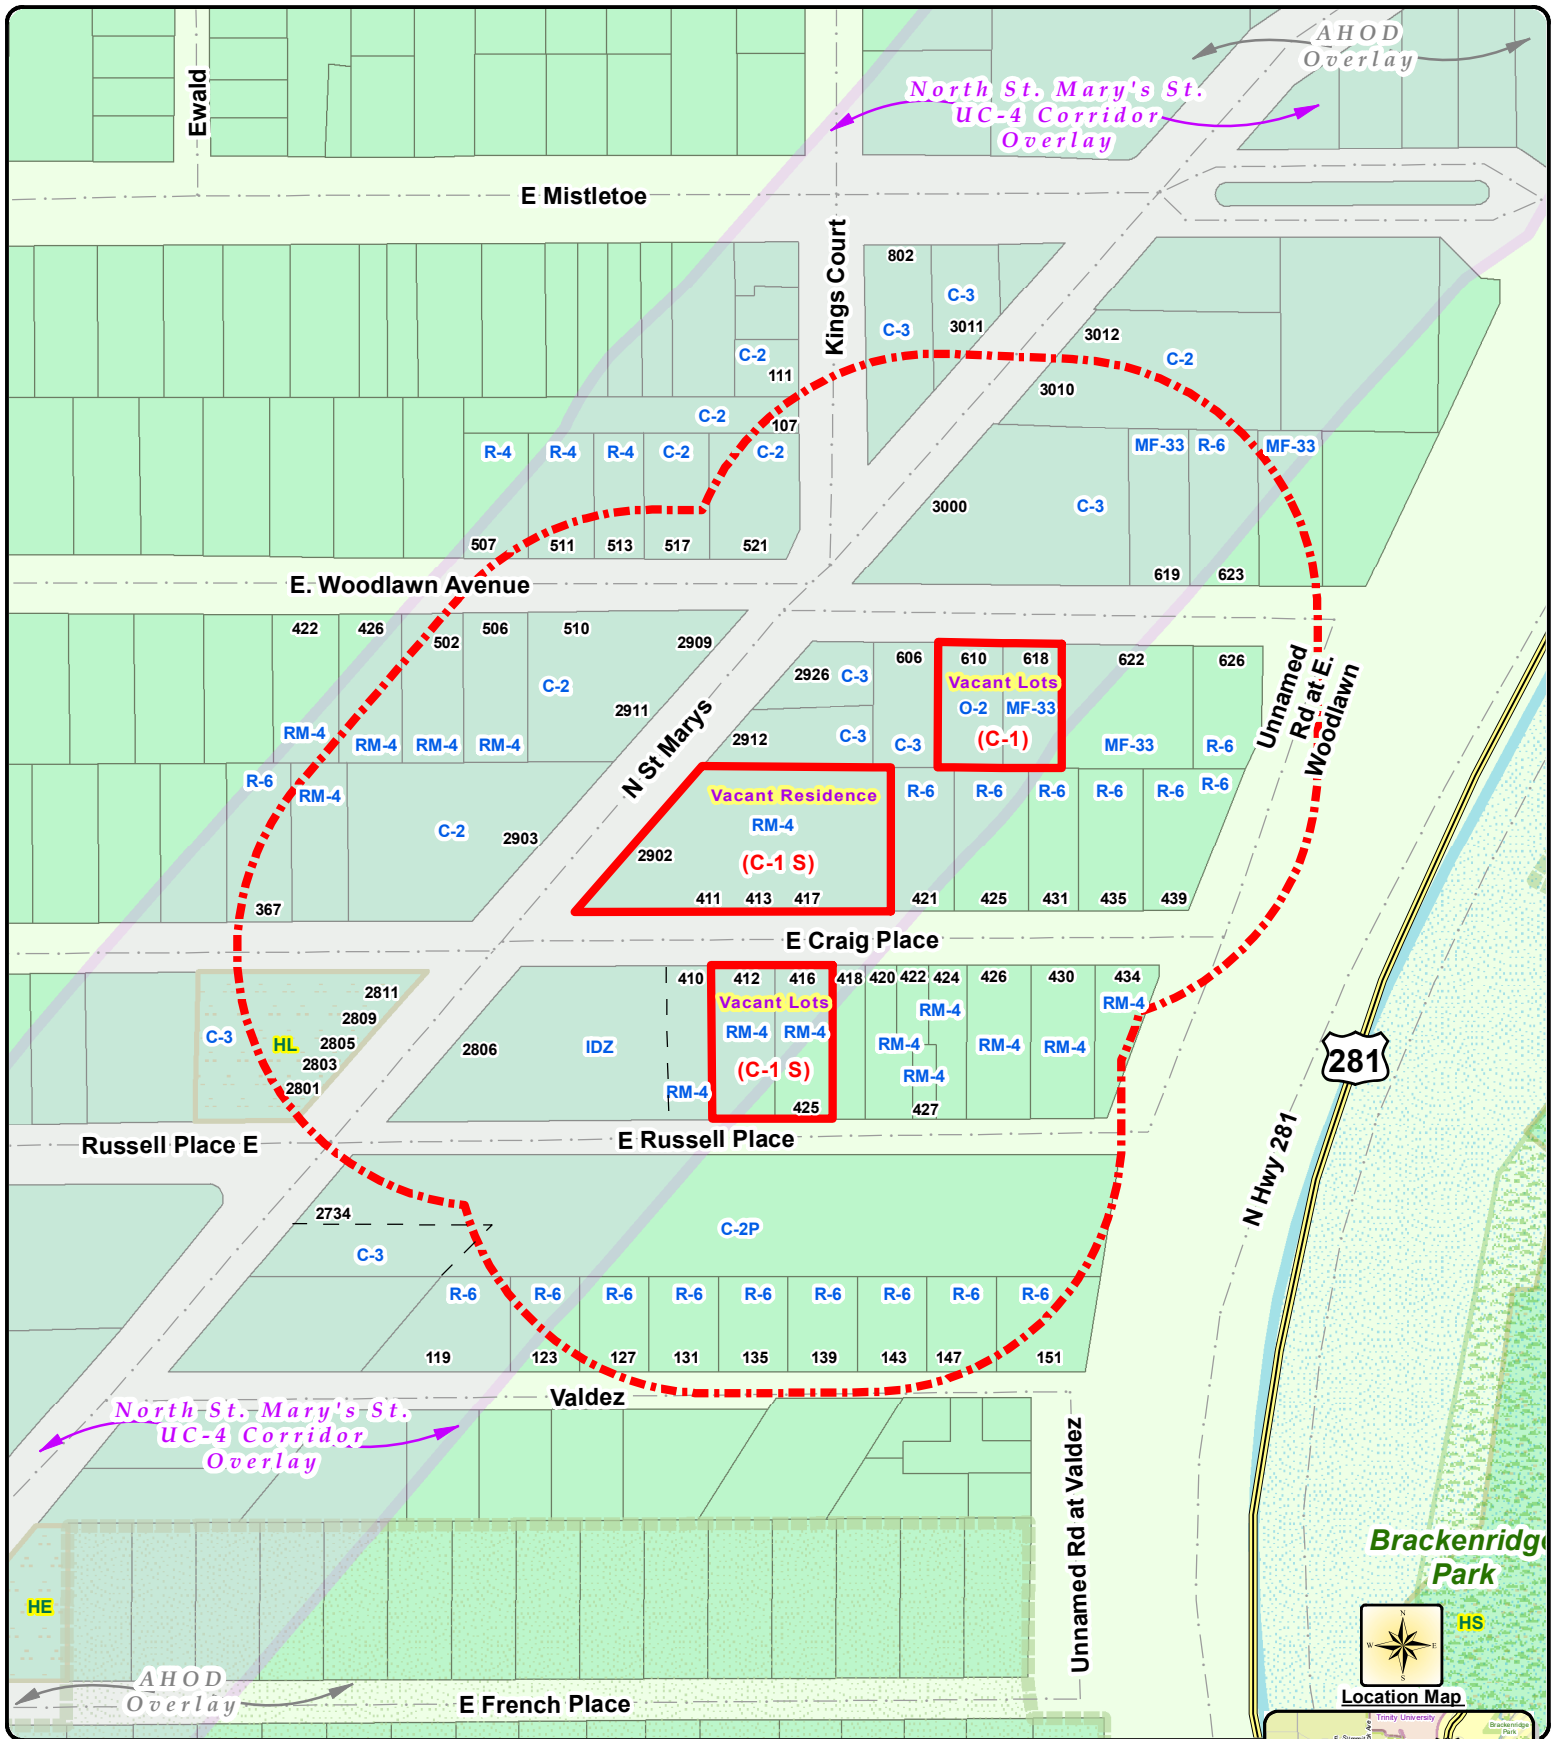 AHOD
Overlay
Ewald
North St. Mary's St.
UC-4 Corridor
Overlay
E Mistletoe
Kings Court
802
C-3
C-3
3011
3012
C-2
C-2
111
3010
C-2
107
R-4
R-4
R-4
C-2
C-2
MF-33
R-6
MF-33
3000
C-3
507
511
513
517
521
619
623
E. Woodlawn Avenue
422
426
502
506
510
2909
606
610
618
622
626
2926
C-3
Vacant Lots
O-2
MF-33
(C-1)
C-2
2911
2912
C-3
C-3
RM-4
RM-4
RM-4
RM-4
MF-33
R-6
Unnamed
Rd at E.
Woodlawn
N St Marys
R-6
RM-4
C-2
2903
Vacant Residence
RM-4
2902
(C-1 S)
411
413
417
R-6
R-6
R-6
R-6
R-6
R-6
367
421
425
431
435
439
E Craig Place
2811
2809
2805
2803
2801
C-3
HL
2806
IDZ
410
412
416
418
420
422
424
426
430
434
Vacant Lots
RM-4
RM-4
(C-1 S)
425
RM-4
RM-4
RM-4
RM-4
RM-4
RM-4
RM-4
427
281
Russell Place E
E Russell Place
N Hwy 281
2734
C-3
C-2P
R-6
R-6
R-6
R-6
R-6
R-6
R-6
R-6
R-6
119
123
127
131
135
139
143
147
151
Valdez
North St. Mary's St.
UC-4 Corridor
Overlay
Unnamed Rd at Valdez
Brackenridge
Park
HE
HS
N
W
E
S
AHOD
Overlay
E French Place
Location Map
Trinity University
Brackenridge
Park